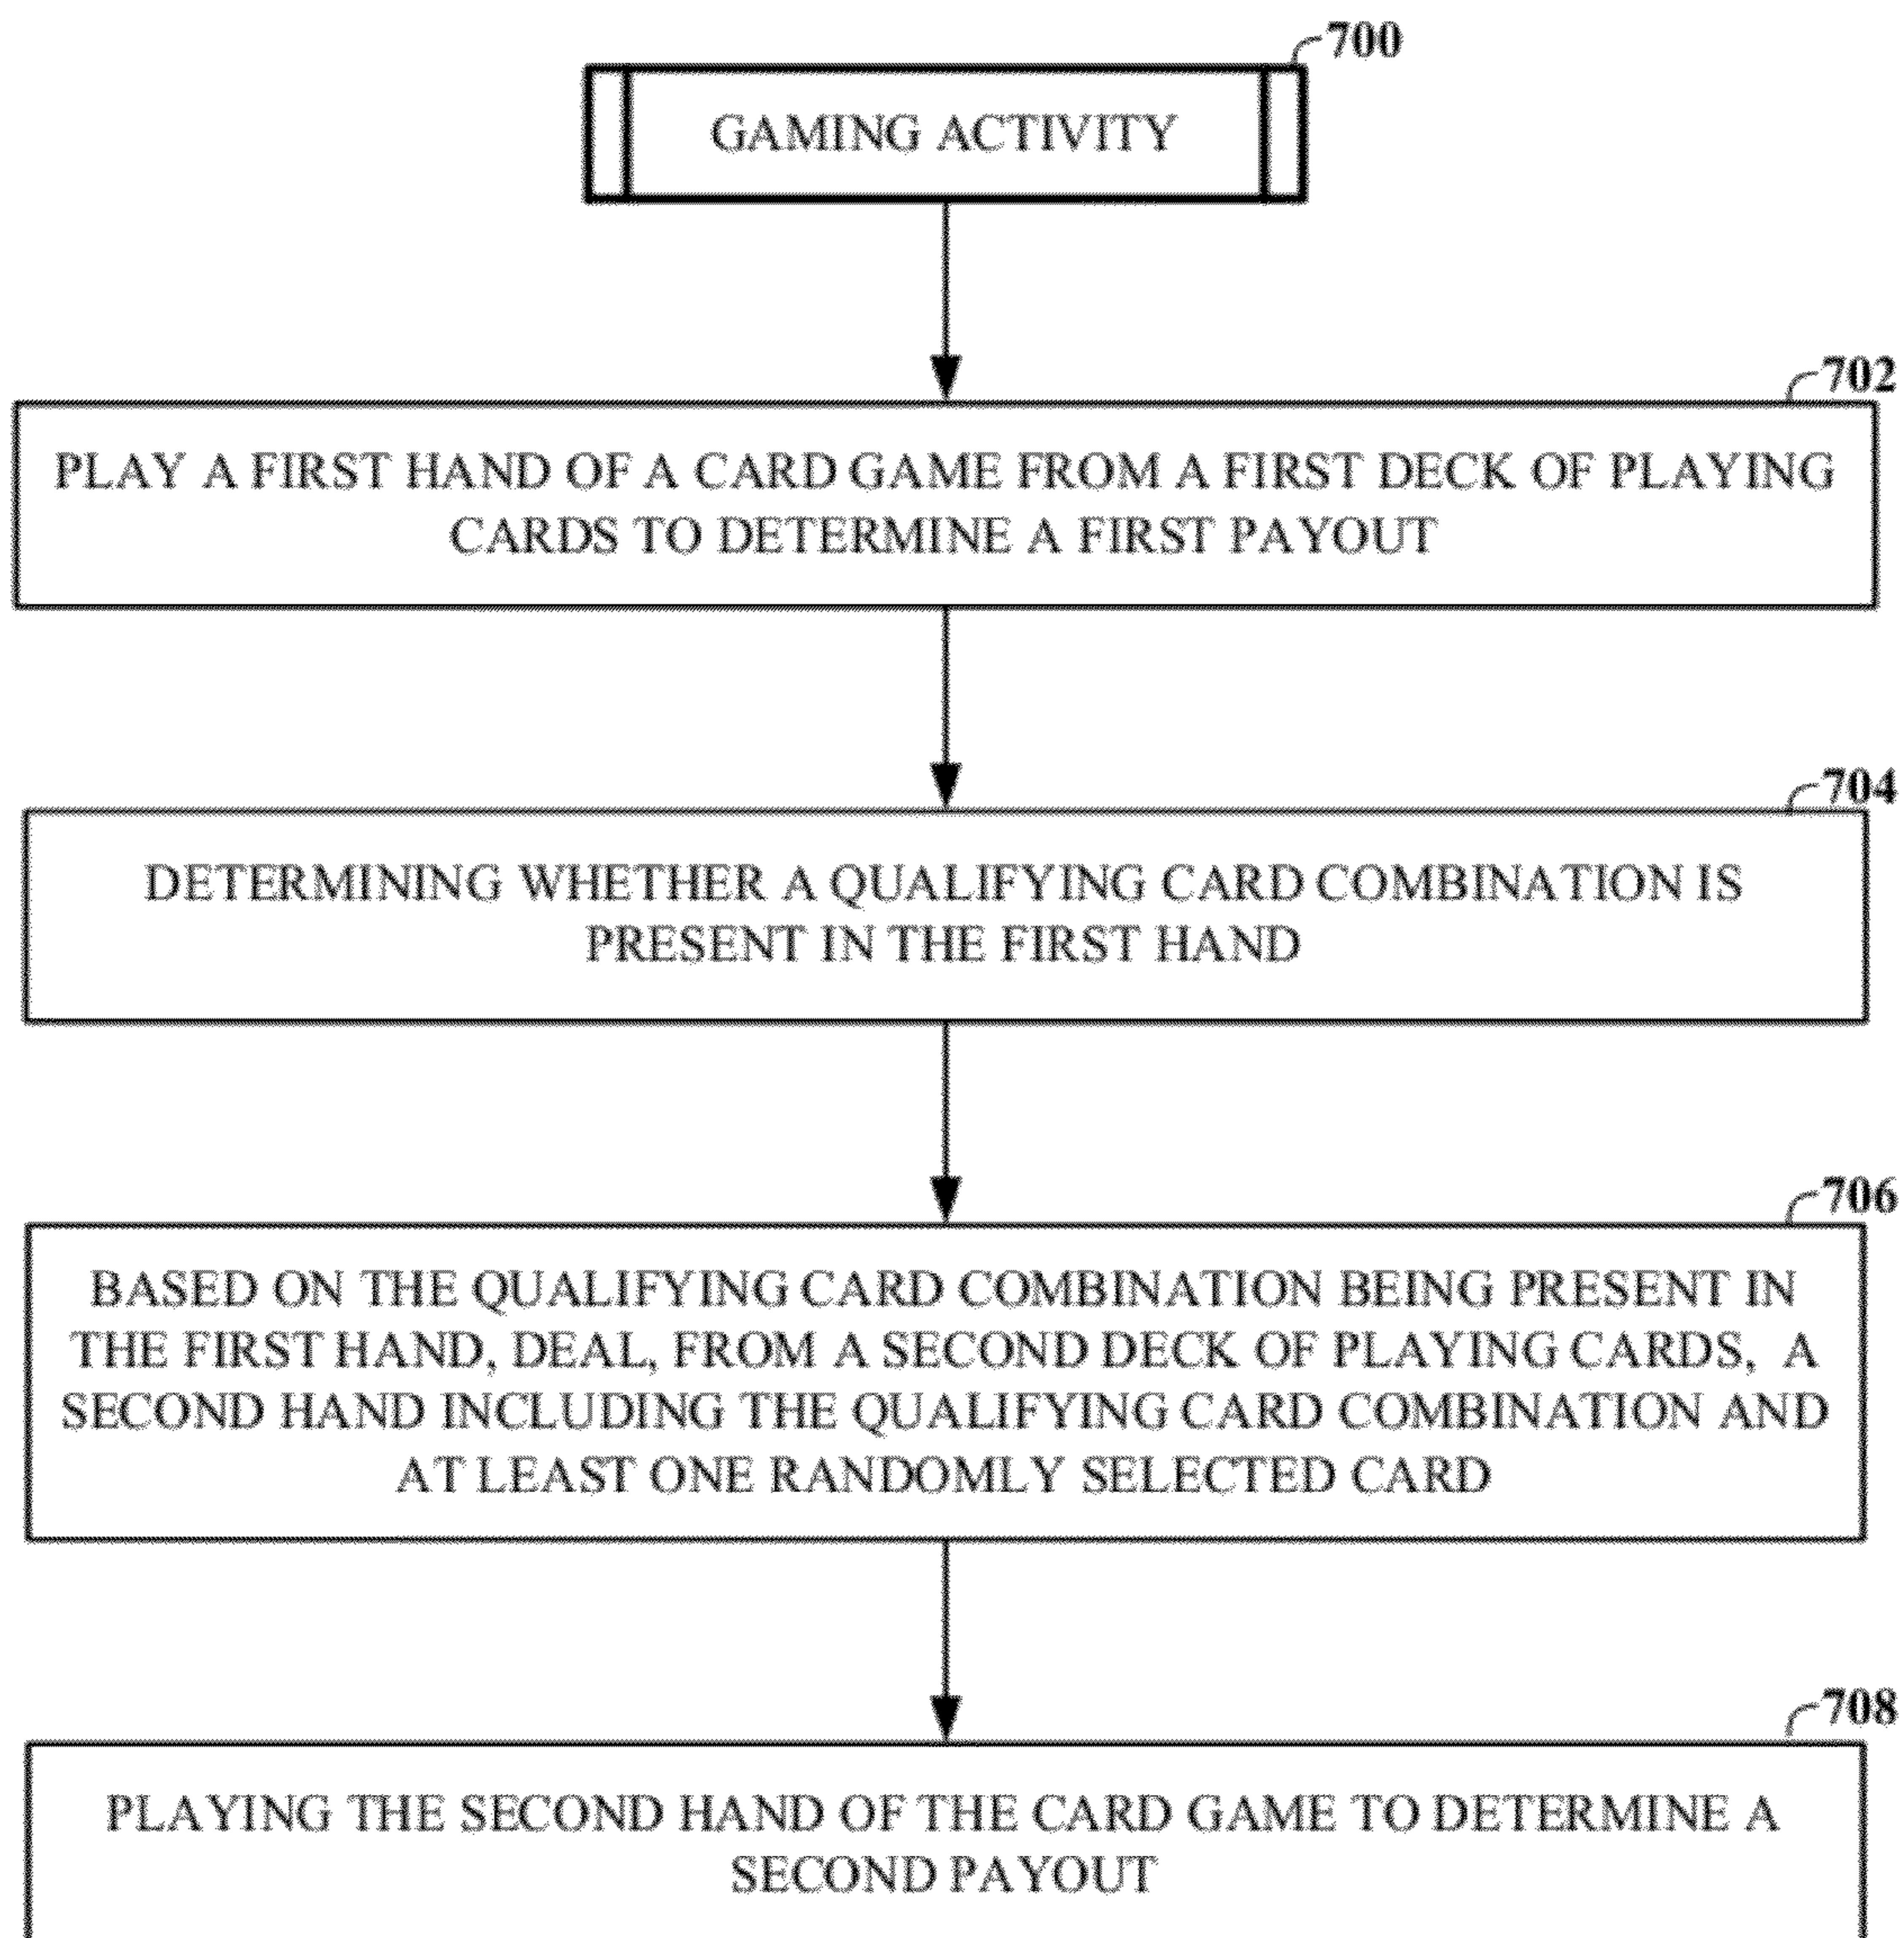 700
GAMING ACTIVITY
702
PLAY A FIRST HAND OF A CARD GAME FROM A FIRST DECK OF PLAYING
CARDS TO DETERMINE A FIRST PAYOUT
704
DETERMINING WHETHER A QUALIFYING CARD COMBINATION IS
PRESENT IN THE FIRST HAND
706
BASED ON THE QUALIFYING CARD COMBINATION BEING PRESENT IN
THE FIRST HAND, DEAL, FROM A SECOND DECK OF PLAYING CARDS, A
SECOND HAND INCLUDING THE QUALIFYING CARD COMBINATION AND
AT LEAST ONE RANDOMLY SELECTED CARD
708
PLAYING THE SECOND HAND OF THE CARD GAME TO DETERMINE A
SECOND PAYOUT